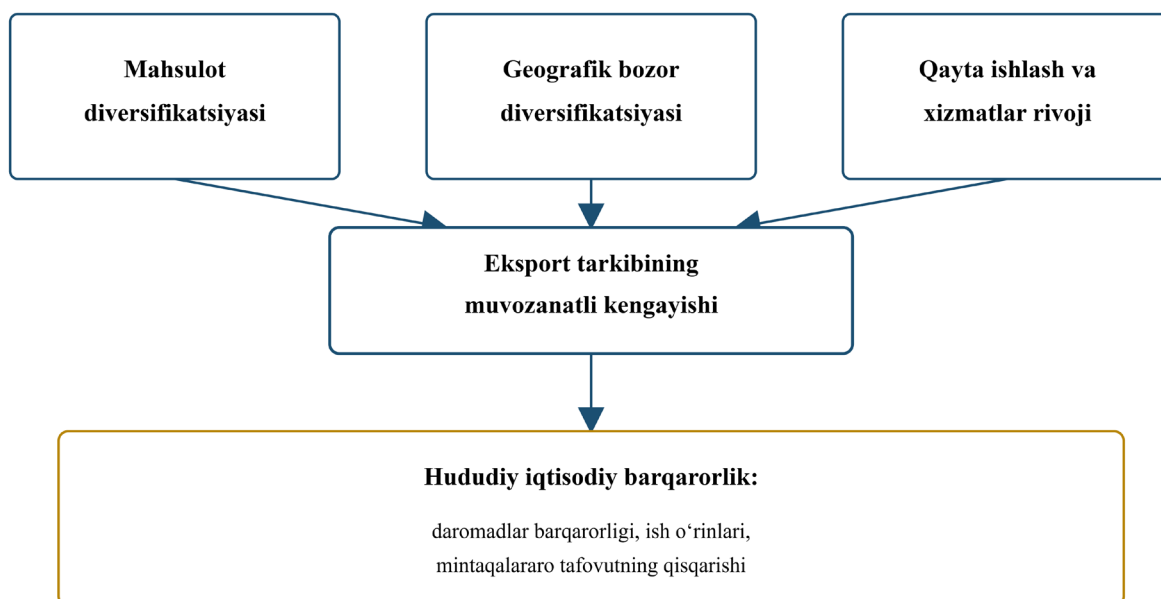 Mahsulot
diversifikatsiyasi
Geografik bozor
diversifikatsiyasi
Qayta ishlash va
xizmatlar rivoji
Eksport tarkibining
muvozanatli kengayishi
Hududiy iqtisodiy barqarorlik:
daromadlar barqarorligi, ish o‘rinlari,
mintaqalararo tafovutning qisqarishi